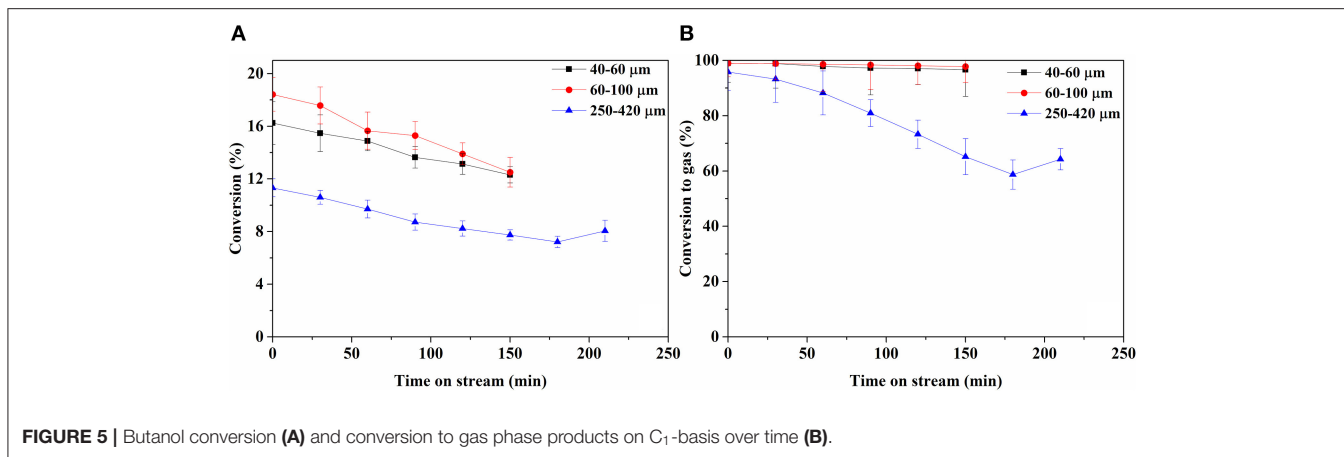 A
20
16
12
8
4
0
Conversion (%)
40-60 µm
60-100 µm
250-420 µm
0 50 100 150 200 250
Time on stream (min)
B
100
80
60
40
20
0
Conversion to gas (%)
40-60 µm
60-100 µm
250-420 µm
0 50 100 150 200 250
Time on stream (min)
FIGURE 5 | Butanol conversion (A) and conversion to gas phase products on C₁-basis over time (B).